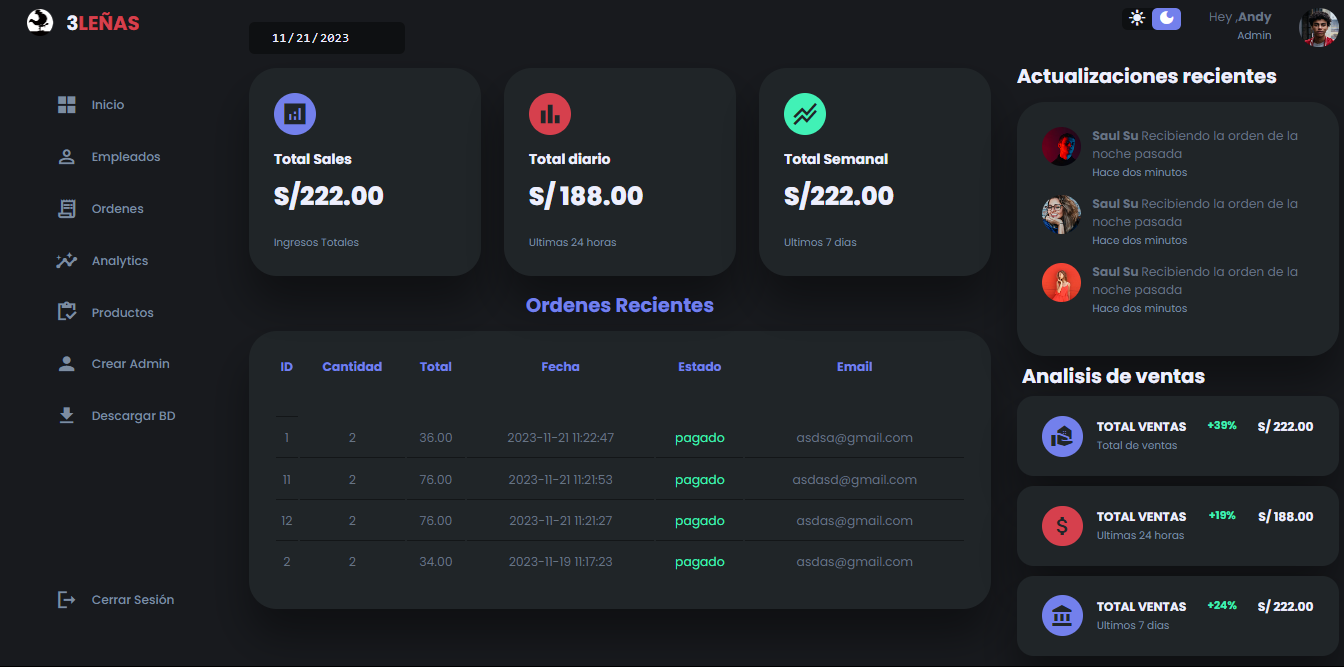 3LEÑAS
Inicio
Empleados
Ordenes
Analytics
Productos
Crear Admin
Descargar BD
Cerrar Sesión
11/21/2023
Total Sales
S/222.00
Ingresos Totales
Total diario
S/ 188.00
Ultimas 24 horas
Total Semanal
S/222.00
Ultimos 7 dias
Ordenes Recientes
ID Cantidad Total Fecha Estado Email
1 2 36.00 2023-11-21 11:22:47 pagado asdsa@gmail.com
11 2 76.00 2023-11-21 11:21:53 pagado asdasd@gmail.com
12 2 76.00 2023-11-21 11:21:27 pagado asdas@gmail.com
2 2 34.00 2023-11-19 11:17:23 pagado asdas@gmail.com
Hey ,Andy
Admin
Actualizaciones recientes
Saul Su Recibiendo la orden de la
noche pasada
Hace dos minutos
Saul Su Recibiendo la orden de la
noche pasada
Hace dos minutos
Saul Su Recibiendo la orden de la
noche pasada
Hace dos minutos
Analisis de ventas
TOTAL VENTAS +39% S/ 222.00
Total de ventas
TOTAL VENTAS +19% S/ 188.00
Ultimas 24 horas
TOTAL VENTAS +24% S/ 222.00
Ultimos 7 dias